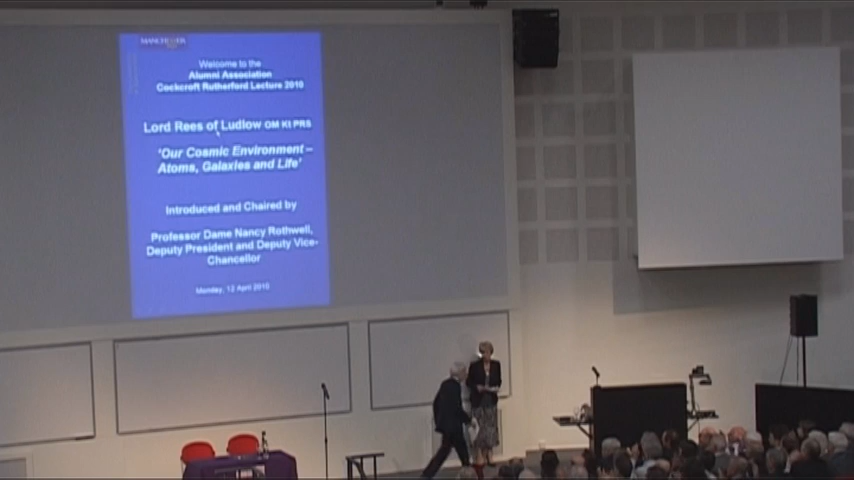 MANCHESTER
Welcome to the
Alumni Association
Cockcroft Rutherford Lecture 2010
Lord Rees of Ludlow OM Kt PRS
'Our Cosmic Environment –
Atoms, Galaxies and Life'
Introduced and Chaired by
Professor Dame Nancy Rothwell,
Deputy President and Deputy Vice-
Chancellor
Monday, 12 April 2010